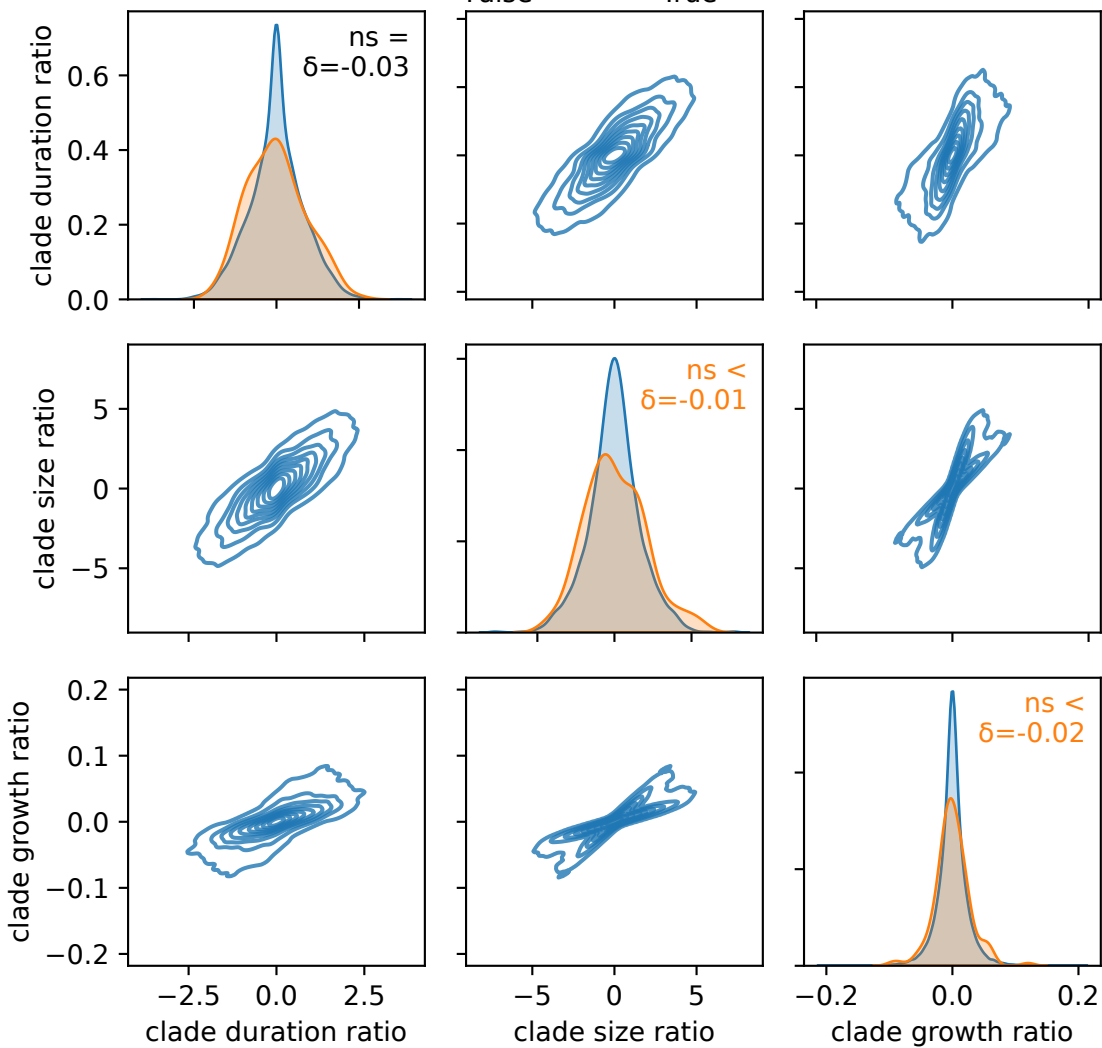 ns =
δ=-0.03
clade duration ratio
0.6
0.4
0.2
0.0
ns <
δ=-0.01
clade size ratio
5
0
−5
ns <
δ=-0.02
clade growth ratio
0.2
0.1
0.0
−0.1
−0.2
−2.5 0.0 2.5
−5 0 5
−0.2 0.0 0.2
clade duration ratio
clade size ratio
clade growth ratio